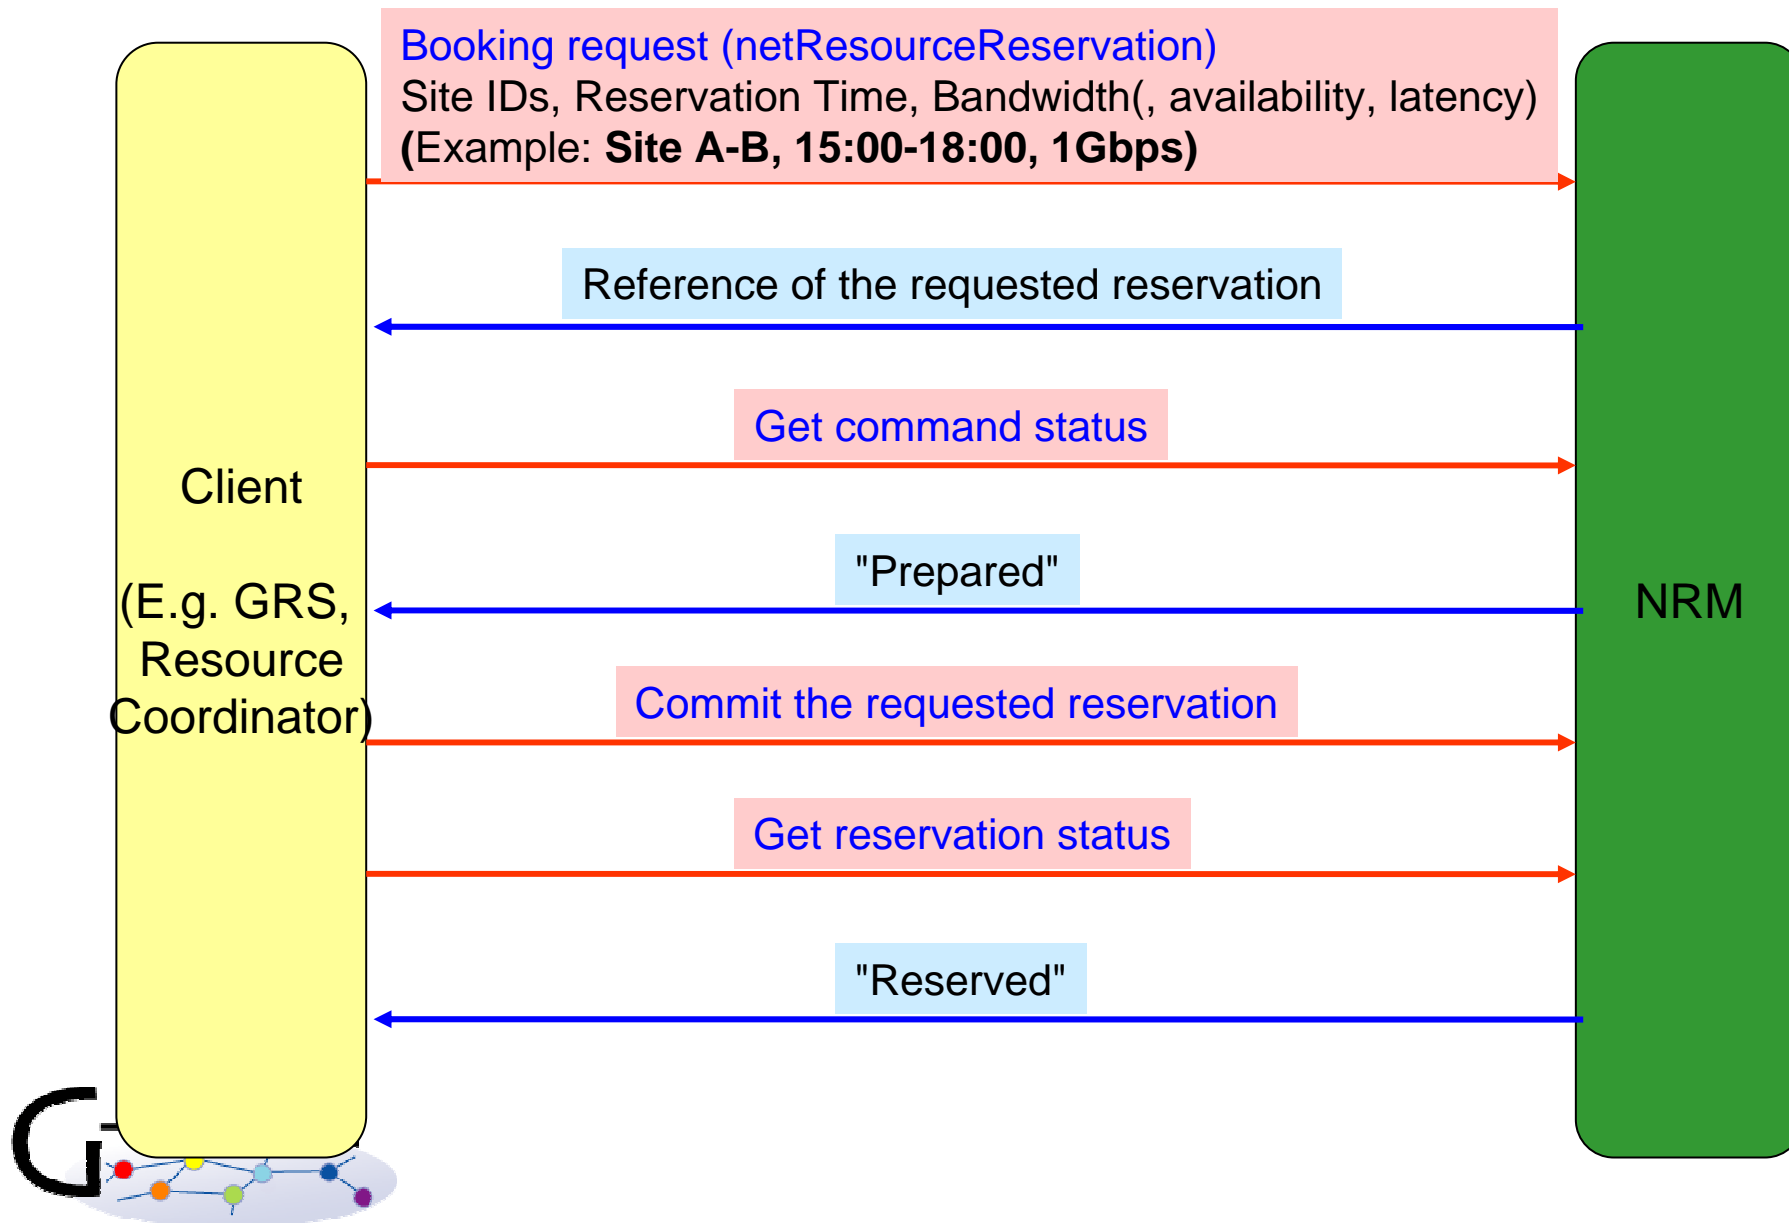 Booking request (netResourceReservation)
Site IDs, Reservation Time, Bandwidth(, availability, latency)
(Example: Site A-B, 15:00-18:00, 1Gbps)
Reference of the requested reservation
Get command status
Client
"Prepared"
(E.g. GRS,
Resource
Coordinator)
NRM
Commit the requested reservation
Get reservation status
"Reserved"
G